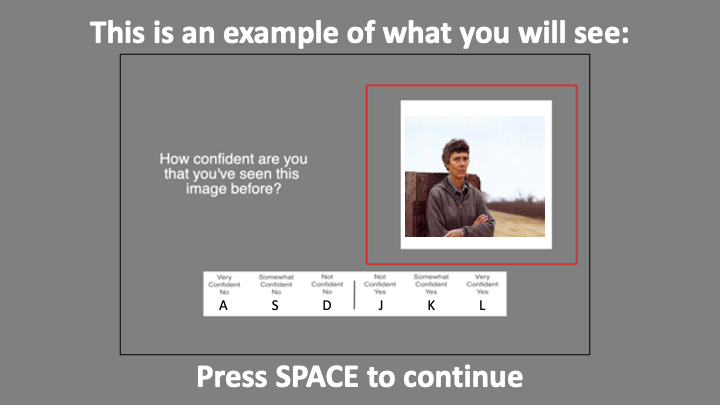 This is an example of what you will see:
How confident are you
that you've seen this
image before?
Very Confident No
Somewhat Confident No
Not Confident No
Not Confident Yes
Somewhat Confident Yes
Very Confident Yes
A S D J K L
Press SPACE to continue